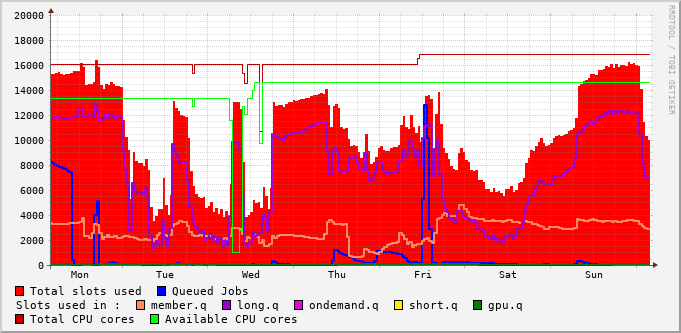 20000
18000
16000
14000
12000
10000
8000
6000
4000
2000
0
Mon Tue Wed Thu Fri Sat Sun
RRDTOOL / TOBI OETIKER
Total slots used Queued Jobs
Slots used in : member.q long.q ondemand.q short.q gpu.q
Total CPU cores Available CPU cores